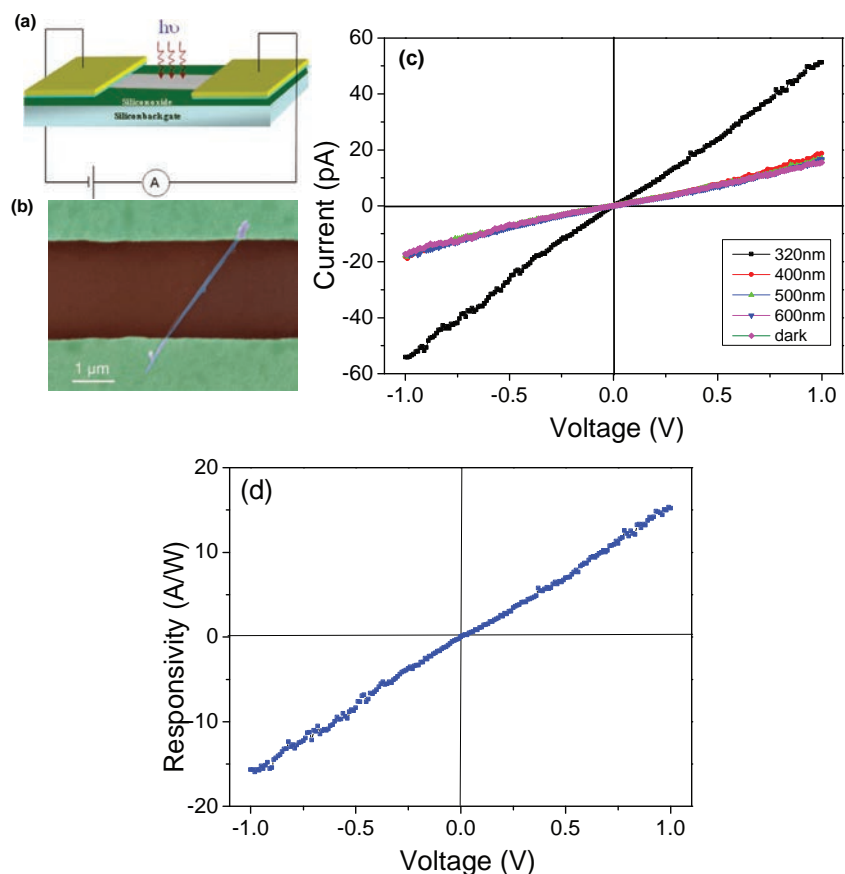 (a)
hυ
Siliconoxide
Siliconbackgate
A
(b)
1 μm
(c)
60
40
20
0
-20
-40
-60
Current (pA)
320nm
400nm
500nm
600nm
dark
-1.0 -0.5 0.0 0.5 1.0
Voltage (V)
(d)
20
10
0
-10
-20
Responsivity (A/W)
-1.0 -0.5 0.0 0.5 1.0
Voltage (V)